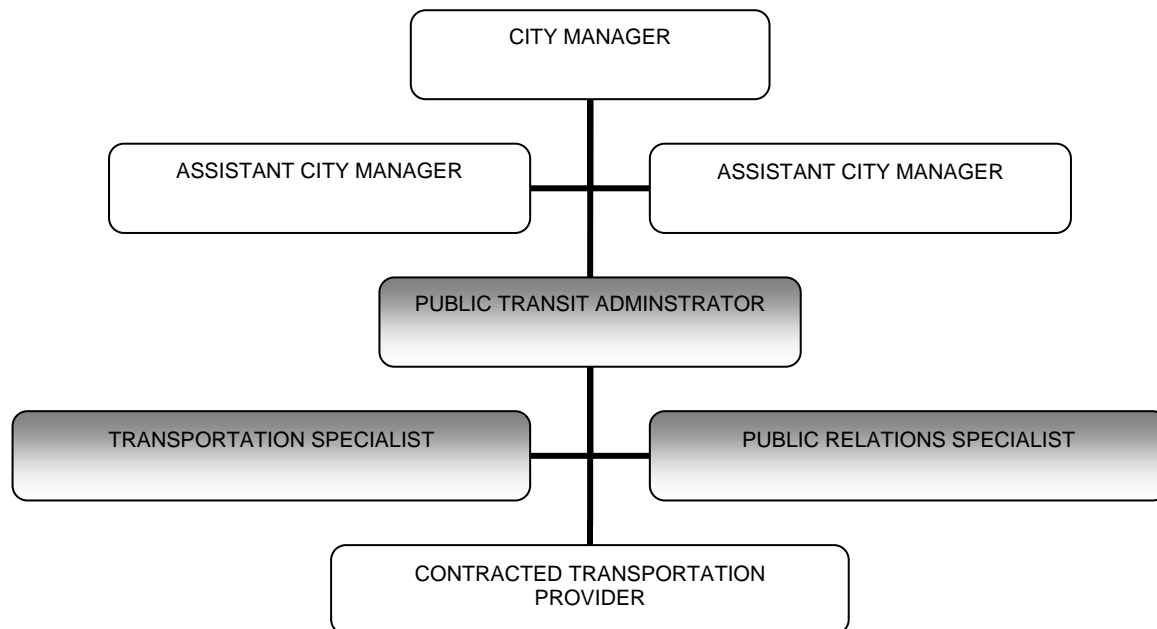 CITY MANAGER
ASSISTANT CITY MANAGER
ASSISTANT CITY MANAGER
PUBLIC TRANSIT ADMINSTRATOR
TRANSPORTATION SPECIALIST
PUBLIC RELATIONS SPECIALIST
CONTRACTED TRANSPORTATION
PROVIDER